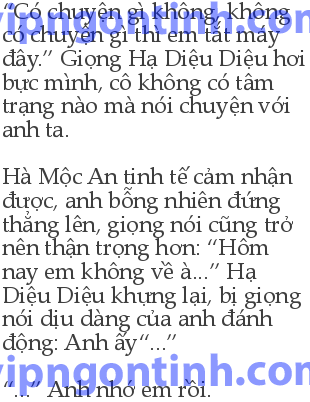 “Có chuyện gì không, không
có chuyện gì thì em tắt máy
đây.” Giọng Hạ Diệu Diệu hơi
bực mình, cô không có tâm
trạng nào mà nói chuyện với
anh ta.
Hà Mộc An tinh tế cảm nhận
được, anh bỗng nhiên đứng
thẳng lên, giọng nói cũng trở
nên thận trọng hơn: “Hôm
nay em không về à...” Hạ
Diệu Diệu khựng lại, bị giọng
nói dịu dàng của anh đánh
động: Anh ấy“...”
vipngontinh.com
“...” Anh nhớ em rồi.